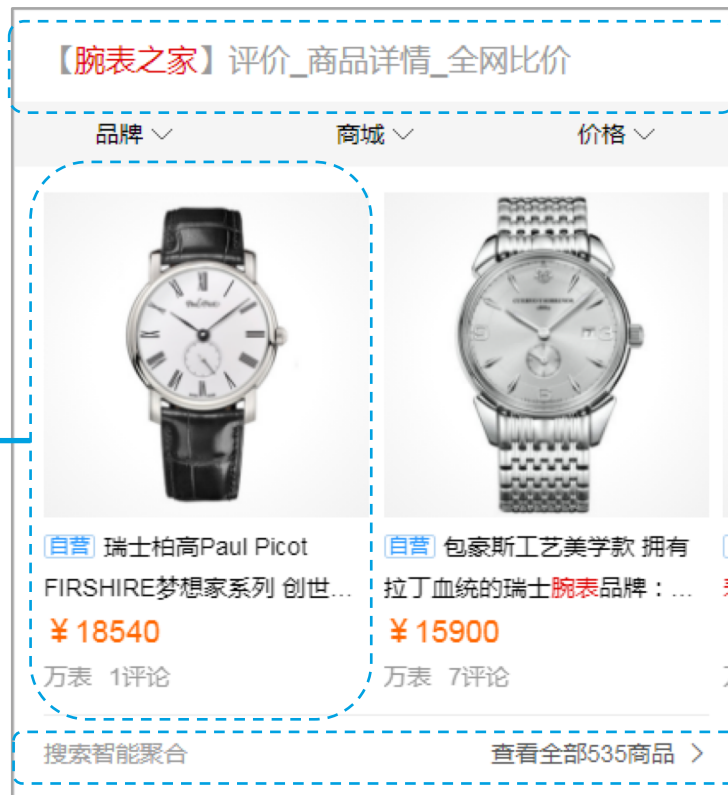 【腕表之家】评价_商品详情_全网比价
品牌 商城 价格
自营 瑞士柏高Paul Picot
FIRSHIRE梦想家系列 创世...
¥18540
万表 1评论
自营 包豪斯工艺美学款 拥有
拉丁血统的瑞士腕表品牌：...
¥15900
万表 7评论
搜索智能聚合 查看全部535商品